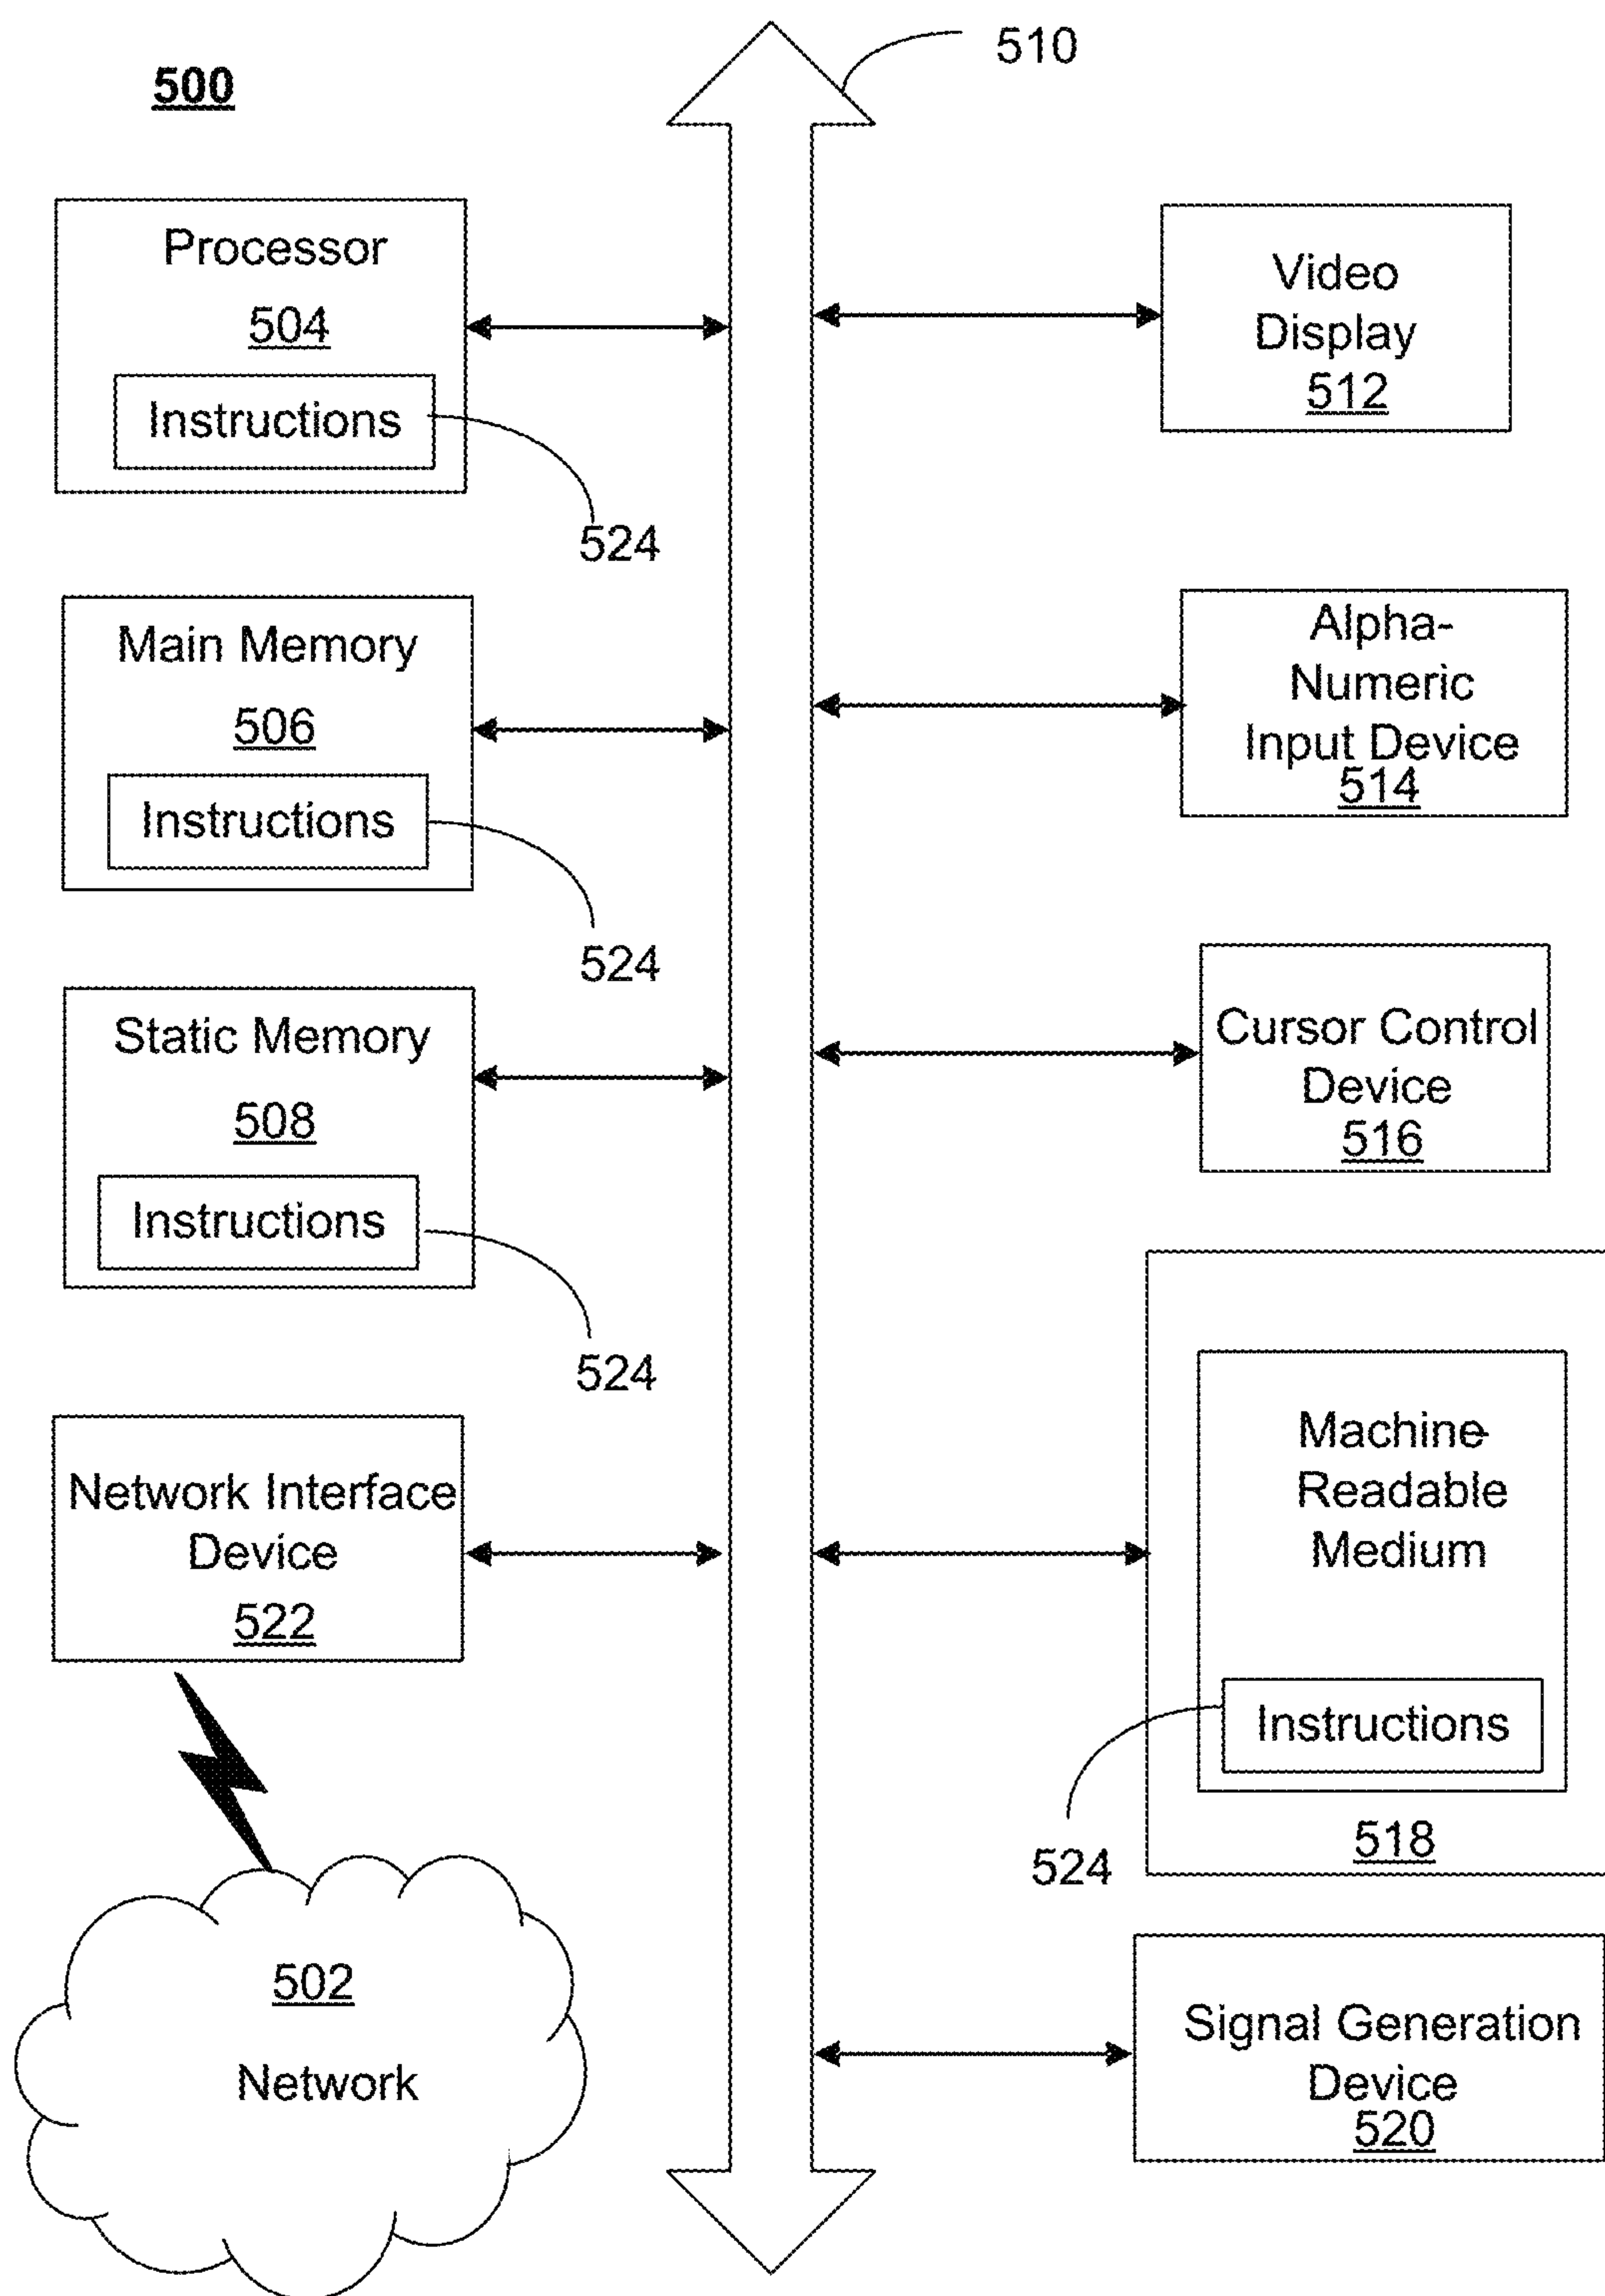 500
510
Processor
504
Instructions
524
Main Memory
506
Instructions
524
Static Memory
508
Instructions
524
Network Interface
Device
522
502
Network
Video
Display
512
Alpha-
Numeric
Input Device
514
Cursor Control
Device
516
Machine-
Readable
Medium
Instructions
524
518
Signal Generation
Device
520